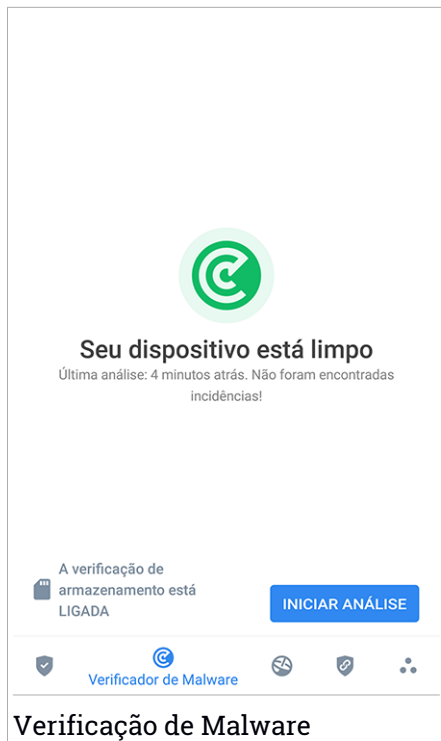 Seu dispositivo está limpo
Última análise: 4 minutos atrás. Não foram encontradas
incidências!
A verificação de
armazenamento está
LIGADA
INICIAR ANÁLISE
Verificador de Malware
Verificação de Malware